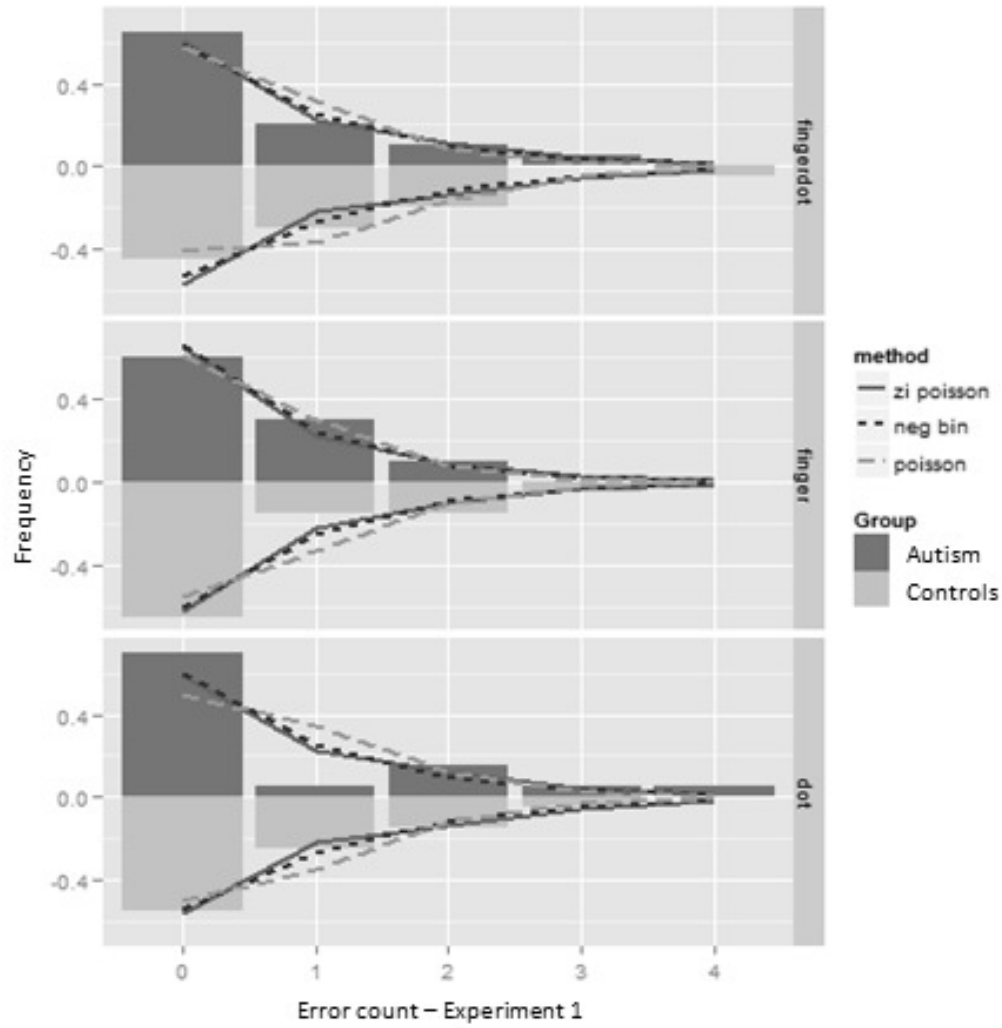 0.4
0.0
-0.4
fingerdot
0.4
0.0
-0.4
finger
0.4
0.0
-0.4
dot
Frequency
0 1 2 3 4
Error count – Experiment 1
method
zi poisson
neg bin
poisson
Group
Autism
Controls